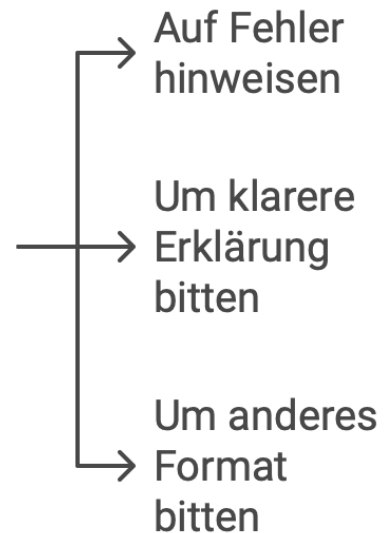 Auf Fehler
hinweisen
Um klarere
Erklärung
bitten
Um anderes
Format
bitten